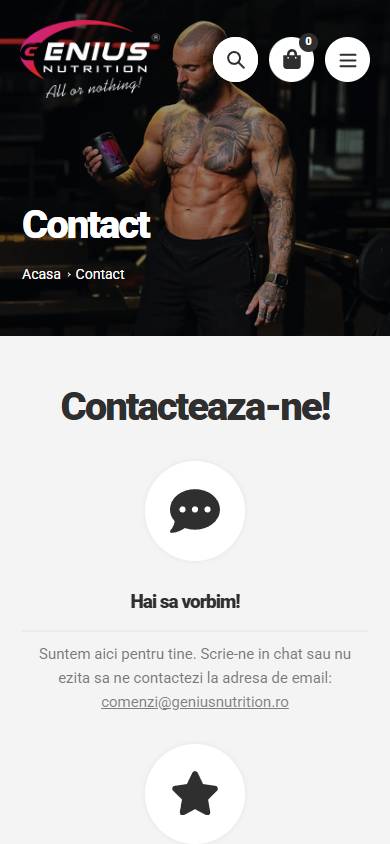 GENIUS®
NUTRITION
All or nothing!
0
Contact
Acasa › Contact
Contacteaza-ne!
Hai sa vorbim!
Suntem aici pentru tine. Scrie-ne in chat sau nu
ezita sa ne contactezi la adresa de email:
comenzi@geniusnutrition.ro